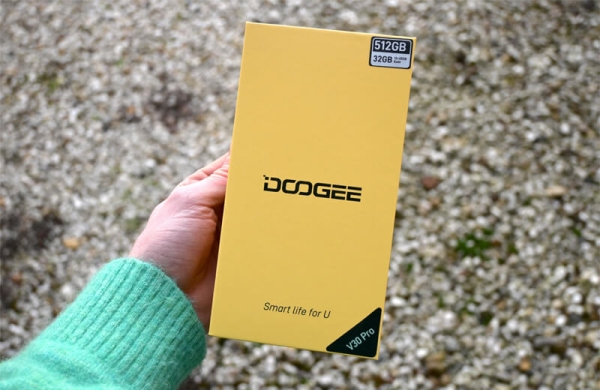 512GB
32GB
DOOGEE
Smart life for U
V30 Pro